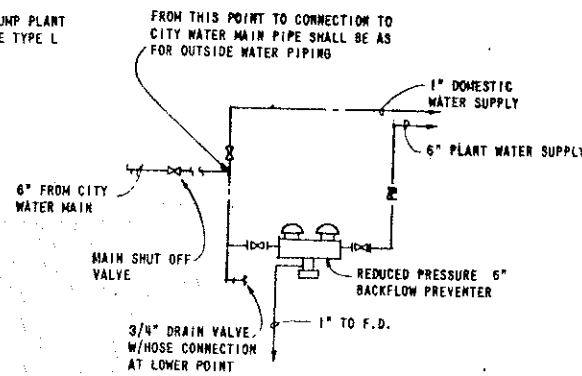 UMP PLANT
E TYPE L
FROM THIS POINT TO CONNECTION TO
CITY WATER MAIN PIPE SHALL BE AS
FOR OUTSIDE WATER PIPING
1" DOMESTIC
WATER SUPPLY
6" PLANT WATER SUPPLY
6" FROM CITY
WATER MAIN
PW
MAIN SHUT OFF
VALVE
REDUCED PRESSURE 6"
BACKFLOW PREVENTER
3/4" DRAIN VALVE,
W/HOSE CONNECTION
AT LOWER POINT
1" TO F.D.